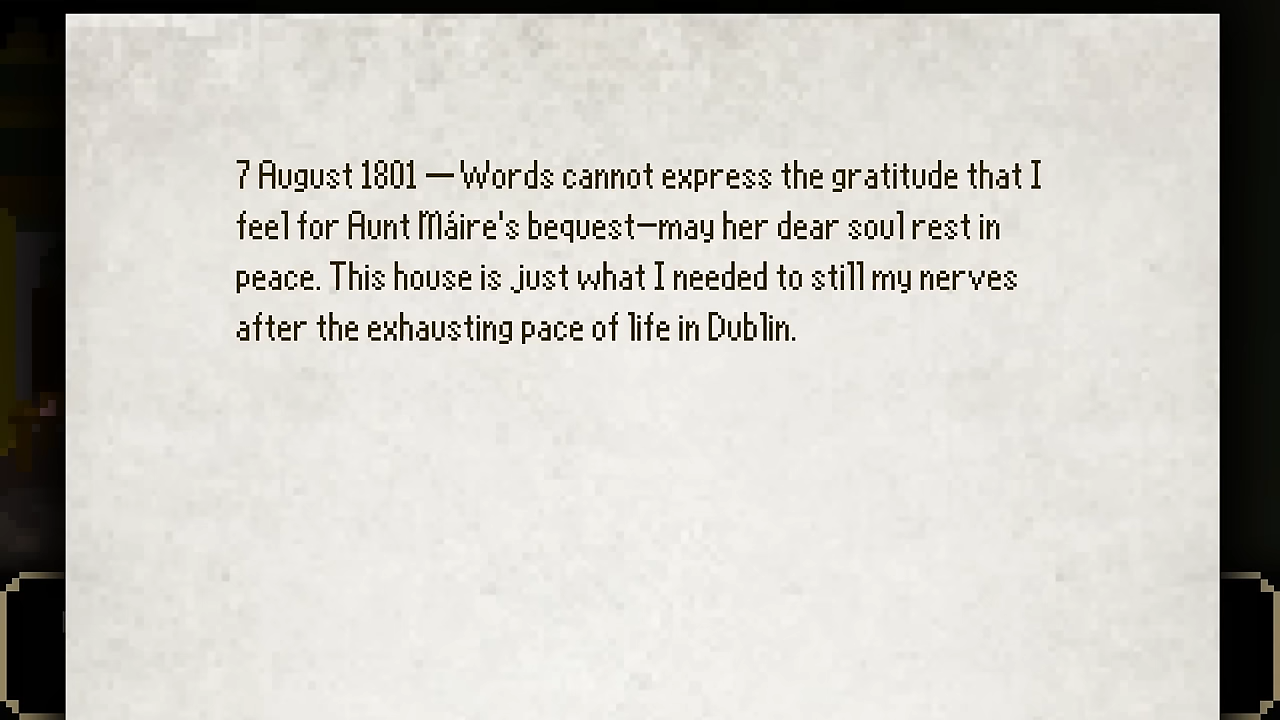 7 August 1801 — Words cannot express the gratitude that I
feel for Aunt Máire's bequest—may her dear soul rest in
peace. This house is just what I needed to still my nerves
after the exhausting pace of life in Dublin.